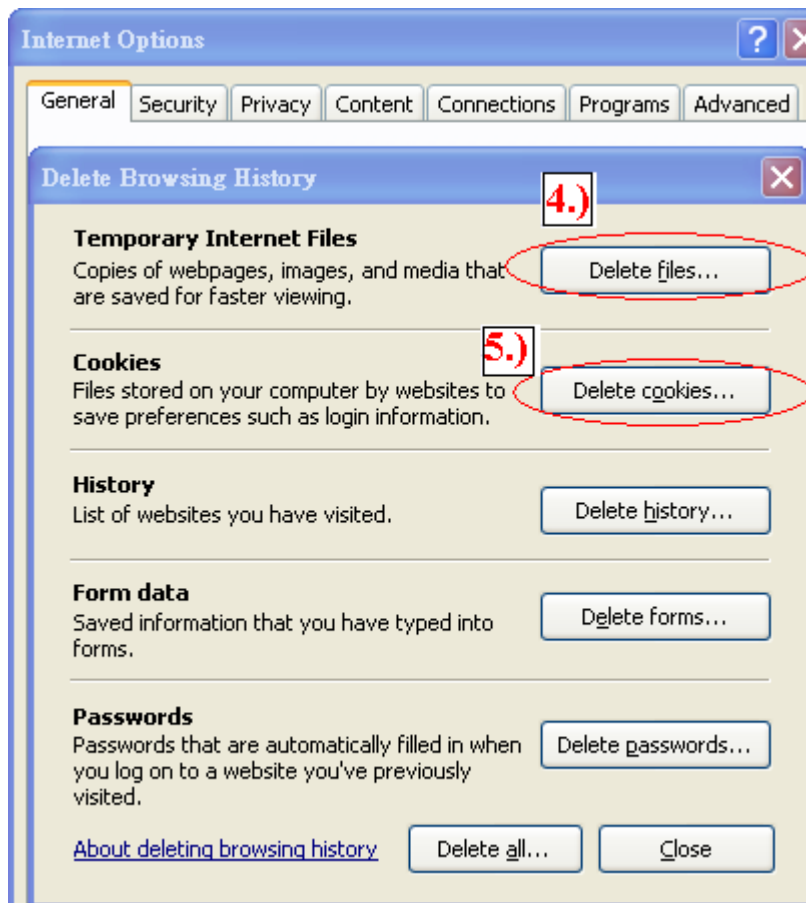 Internet Options
?
General Security Privacy Content Connections Programs Advanced
Delete Browsing History
4.)
Temporary Internet Files
Copies of webpages, images, and media that
are saved for faster viewing.
Delete files...
5.)
Cookies
Files stored on your computer by websites to
save preferences such as login information.
Delete cookies...
History
List of websites you have visited.
Delete history...
Form data
Saved information that you have typed into
forms.
Delete forms...
Passwords
Passwords that are automatically filled in when
you log on to a website you've previously
visited.
Delete passwords...
About deleting browsing history
Delete all...
Close